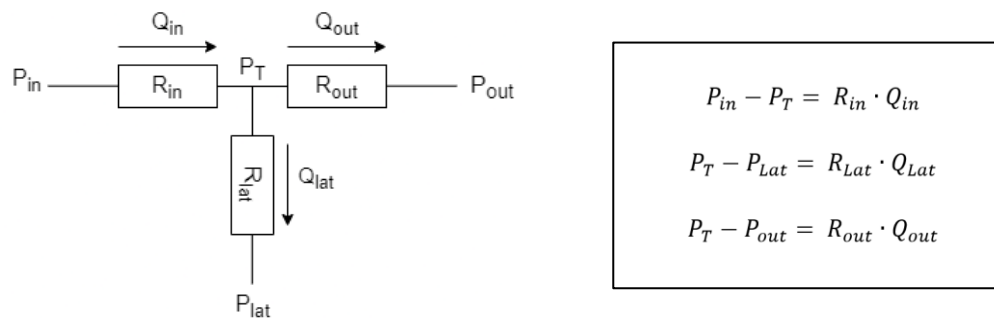 Q_in
Q_out
P_in
R_in
P_T
R_out
P_out
R_lat
Q_lat
P_lat
P_in − P_T = R_in · Q_in
P_T − P_Lat = R_Lat · Q_Lat
P_T − P_out = R_out · Q_out